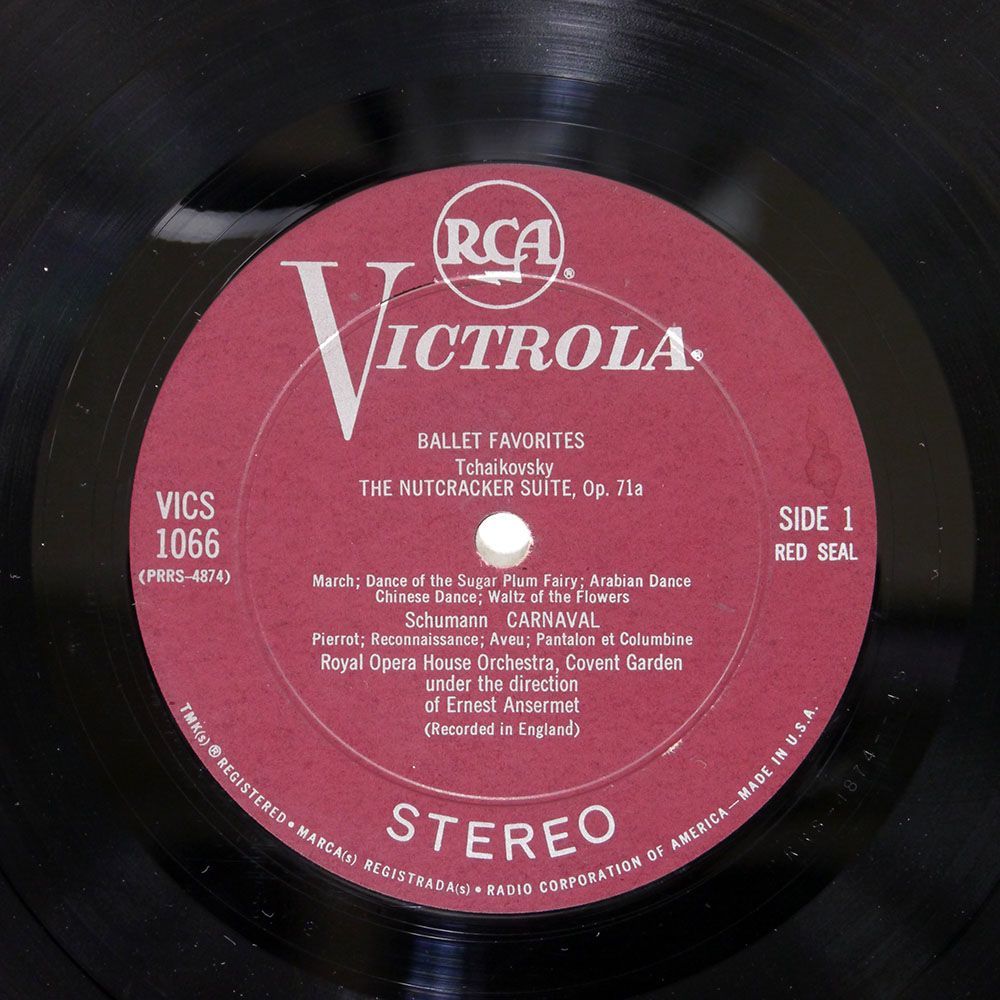 RCA ®
VICTROLA ®
BALLET FAVORITES
Tchaikovsky
THE NUTCRACKER SUITE, Op. 71a
VICS
1066
(PRRS-4874)
SIDE 1
RED SEAL
March; Dance of the Sugar Plum Fairy; Arabian Dance
Chinese Dance; Waltz of the Flowers
Schumann CARNAVAL
Pierrot; Reconnaissance; Aveu; Pantalon et Columbine
Royal Opera House Orchestra, Covent Garden
under the direction
of Ernest Ansermet
(Recorded in England)
STEREO
TMK(s) ® REGISTERED • MARCA(s) REGISTRADA(s) • RADIO CORPORATION OF AMERICA—MADE IN U.S.A.